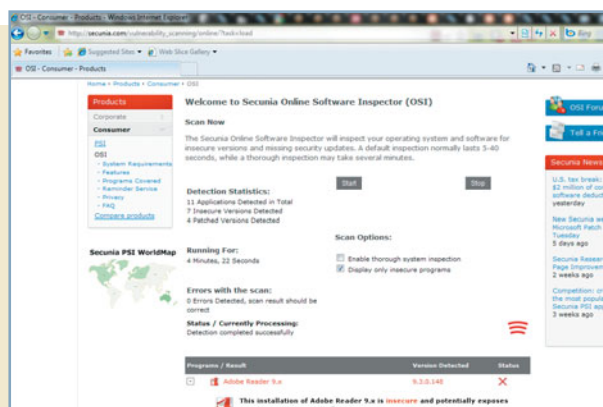 OSI - Consumer - Products - Windows Internet Explorer
http://secunia.com/vulnerability_scanning/online/?task=load
Bing
Favorites
Suggested Sites
Web Slice Gallery
OSI - Consumer - Products
Home › Products › Consumer › OSI
Products
Corporate
Consumer
PSI
OSI
- System Requirements
- Features
- Programs Covered
- Reminder Service
- Privacy
- FAQ
Compare products
Secunia PSI WorldMap
Welcome to Secunia Online Software Inspector (OSI)
Scan Now
The Secunia Online Software Inspector will inspect your operating system and software for
insecure versions and missing security updates. A default inspection normally lasts 5-40
seconds, while a thorough inspection may take several minutes.
Detection Statistics:
11 Applications Detected in Total
7 Insecure Versions Detected
4 Patched Versions Detected
Start
Stop
Running For:
4 Minutes, 22 Seconds
Scan Options:
Enable thorough system inspection
Display only insecure programs
Errors with the scan:
0 Errors Detected, scan result should be
correct
Status / Currently Processing:
Detection completed successfully
Programs / Result
Version Detected
Status
Adobe Reader 9.x
9.3.0.148
This installation of Adobe Reader 9.x is insecure and potentially exposes
OSI Foru
Tell a Fri
Secunia News
U.S. tax break:
$2 million of co
software deduct
yesterday
New Secunia we
Microsoft Patch
Tuesday
5 days ago
Secunia Resear
Page Improvem
2 weeks ago
Competition: cr
the most popula
Secunia PSI app
3 weeks ago